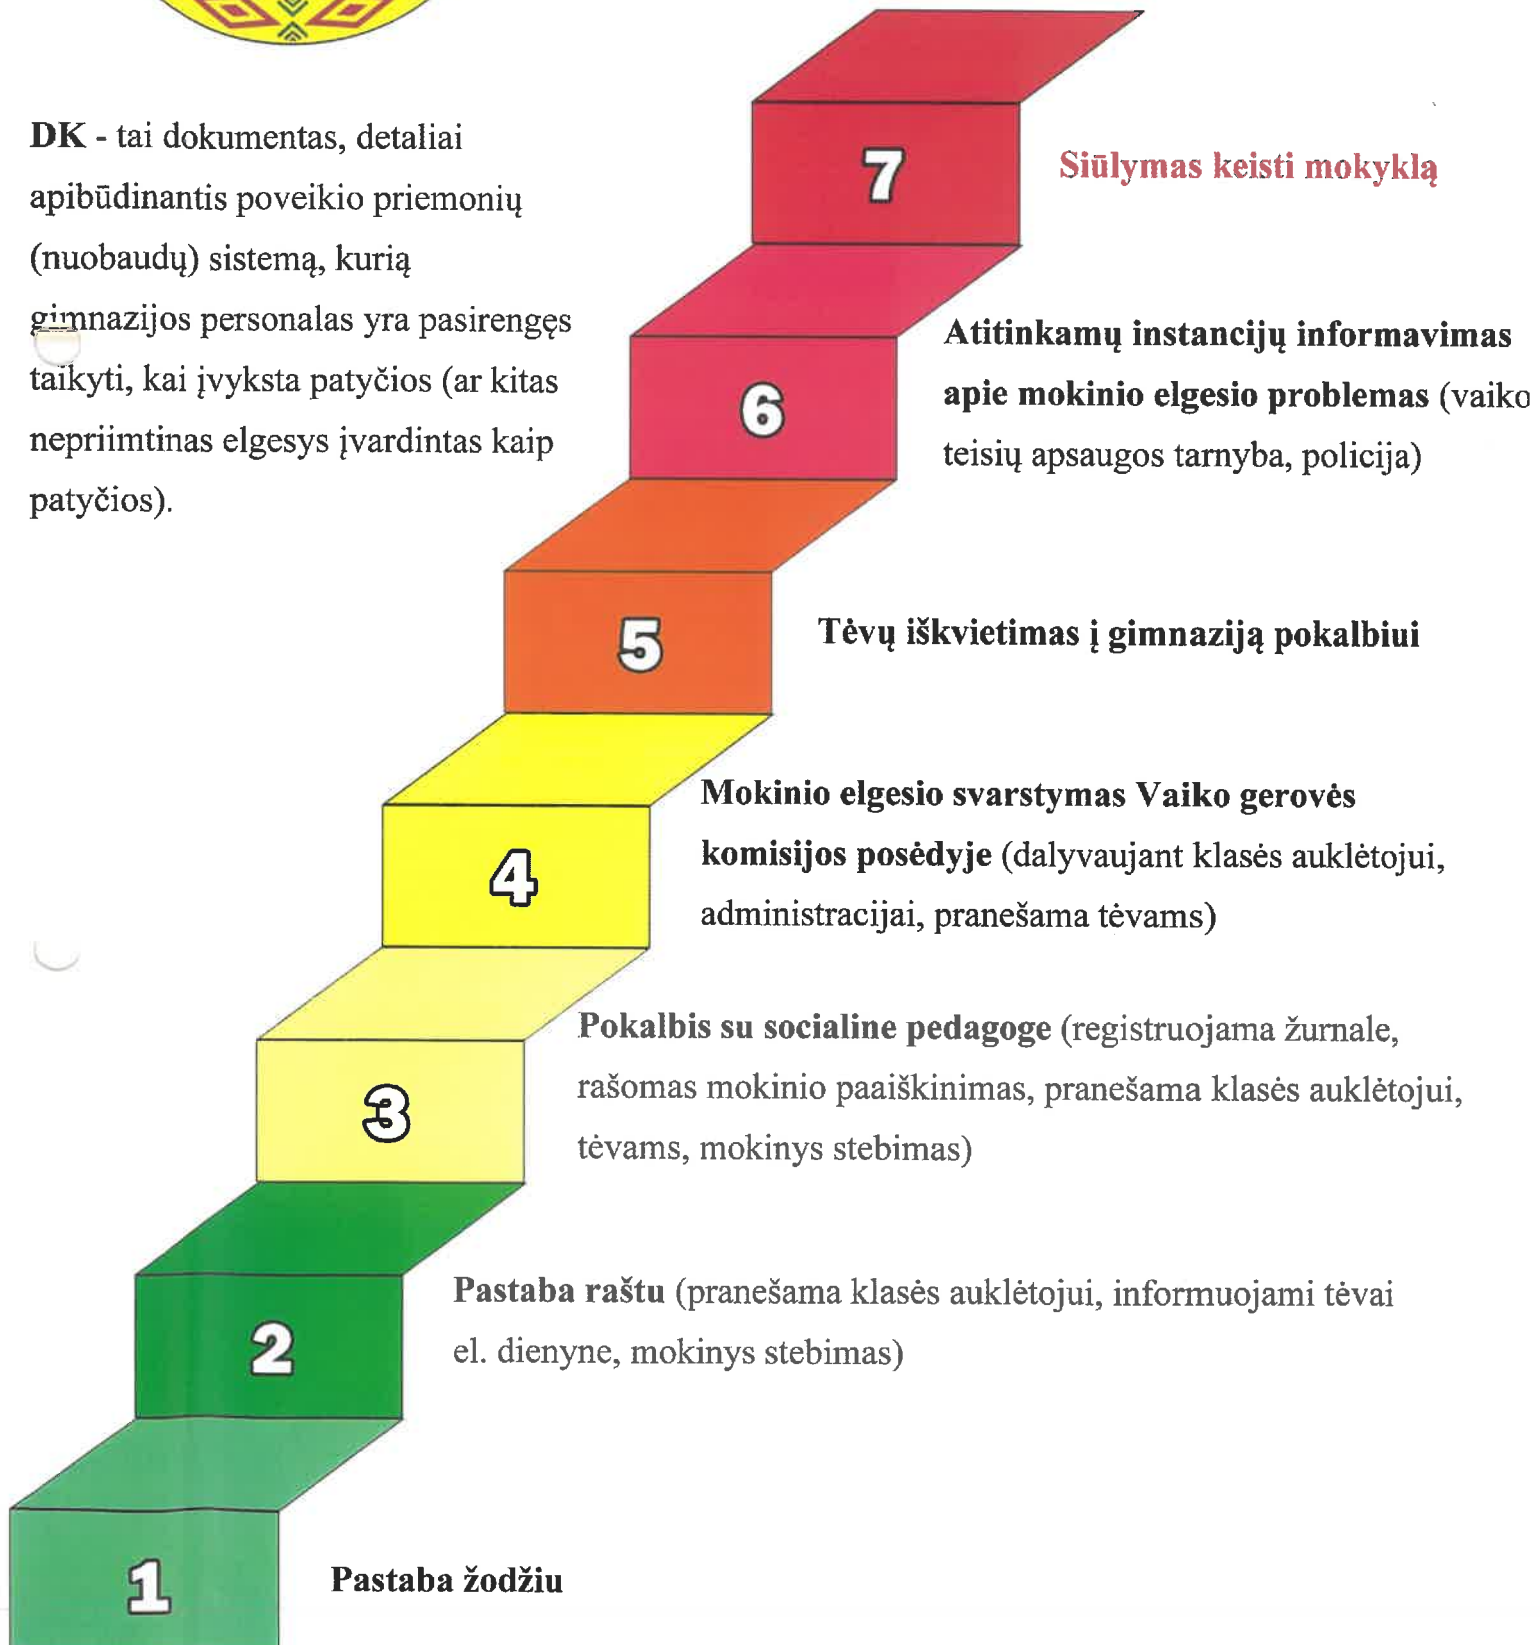 DK - tai dokumentas, detaliai
apibūdinantis poveikio priemonių
(nuobaudų) sistemą, kurią
gimnazijos personalas yra pasirengęs
taikyti, kai įvyksta patyčios (ar kitas
nepriimtinas elgesys įvardintas kaip
patyčios).
7
Siūlymas keisti mokyklą
6
Atitinkamų instancijų informavimas
apie mokinio elgesio problemas (vaiko
teisių apsaugos tarnyba, policija)
5
Tėvų iškvietimas į gimnaziją pokalbiui
4
Mokinio elgesio svarstymas Vaiko gerovės
komisijos posėdyje (dalyvaujant klasės auklėtojui,
administracijai, pranešama tėvams)
3
Pokalbis su socialine pedagoge (registruojama žurnale,
rašomas mokinio paaiškinimas, pranešama klasės auklėtojui,
tėvams, mokinys stebimas)
2
Pastaba raštu (pranešama klasės auklėtojui, informuojami tėvai
el. dienyne, mokinys stebimas)
1
Pastaba žodžiu